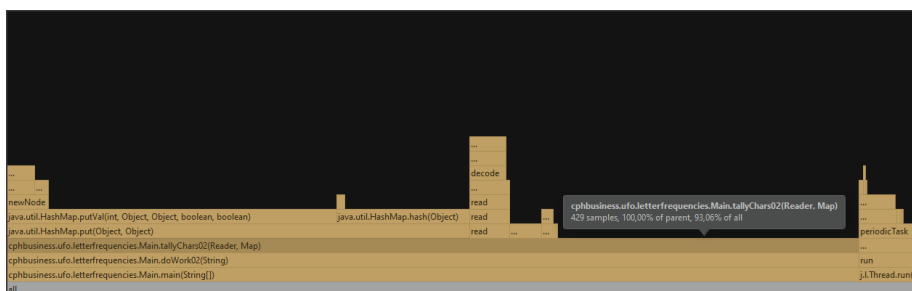 ...
...
... decode
... ... ... ...
newNode read ...
java.util.HashMap.putVal(int, Object, Object, boolean, boolean) java.util.HashMap.hash(Object) read ... ...
java.util.HashMap.put(Object, Object) read ... ... periodicTask
cphbusiness.ufo.letterfrequencies.Main.tallyChars02(Reader, Map) ...
cphbusiness.ufo.letterfrequencies.Main.doWork02(String) run
cphbusiness.ufo.letterfrequencies.Main.main(String[]) j.l.Thread.run(
all
cphbusiness.ufo.letterfrequencies.Main.tallyChars02(Reader, Map)
429 samples, 100,00% of parent, 93,06% of all